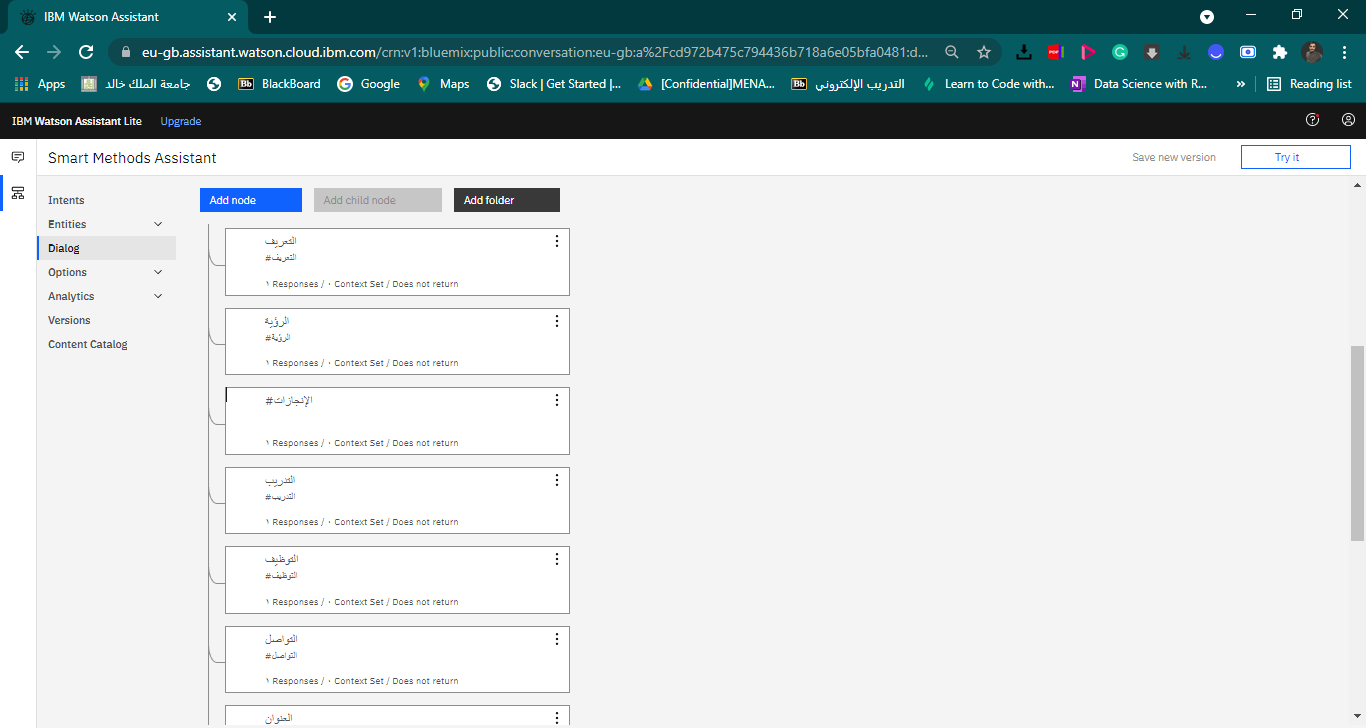 IBM Watson Assistant
eu-gb.assistant.watson.cloud.ibm.com/crn:v1:bluemix:public:conversation:eu-gb:a%2Fcd972b475c794436b718a6e05bfa0481:d...
Apps
جامعة الملك خالد
Bb BlackBoard
Google
Maps
Slack | Get Started |...
[Confidential]MENA...
Bb التدريب الإلكتروني
Learn to Code with...
N Data Science with R...
»
Reading list
IBM Watson Assistant Lite
Upgrade
Smart Methods Assistant
Save new version
Try it
Intents
Entities
Dialog
Options
Analytics
Versions
Content Catalog
Add node
Add child node
Add folder
التعريف
#التعريف
١ Responses / ٠ Context Set / Does not return
الرؤية
#الرؤية
١ Responses / ٠ Context Set / Does not return
#الإنجازات
١ Responses / ٠ Context Set / Does not return
التدريب
#التدريب
١ Responses / ٠ Context Set / Does not return
التوظيف
#التوظيف
١ Responses / ٠ Context Set / Does not return
التواصل
#التواصل
١ Responses / ٠ Context Set / Does not return
العنوان